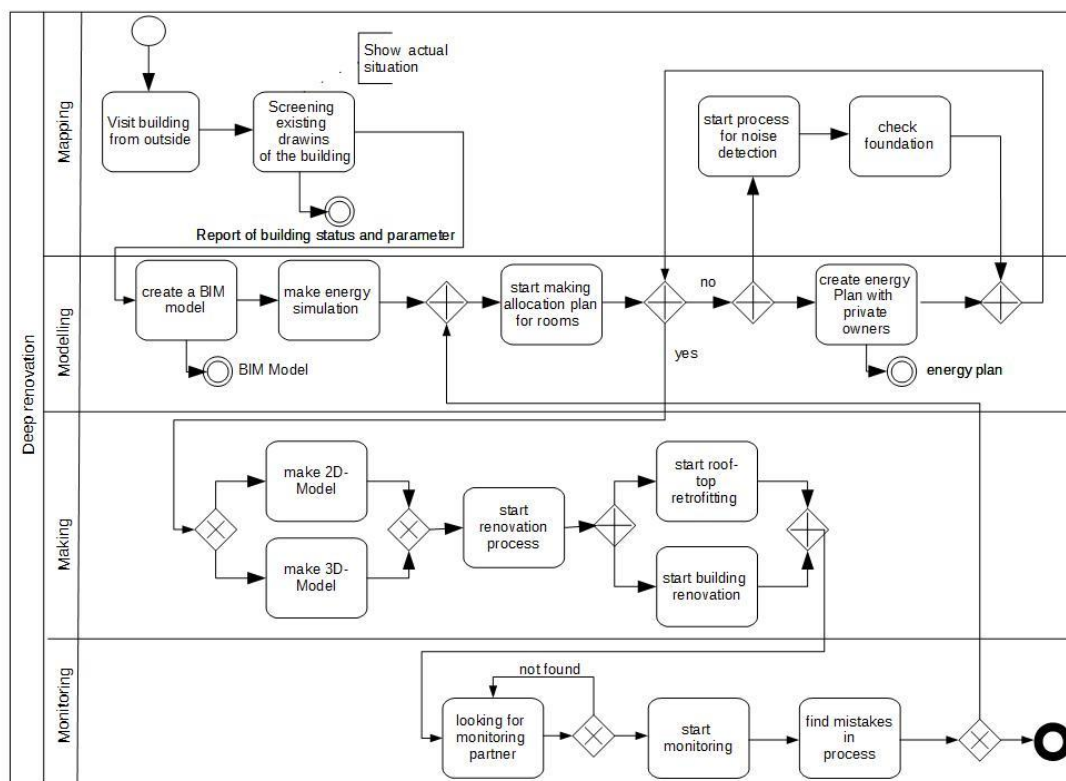 Deep renovation
Mapping
Show actual
situation
Visit building
from outside
Screening
existing
drawins
of the building
start process
for noise
detection
check
foundation
Report of building status and parameter
Modelling
create a BIM
model
make energy
simulation
start making
allocation plan
for rooms
no
create energy
Plan with
private
owners
yes
BIM Model
energy plan
Making
make 2D-
Model
start roof-
top
retrofitting
start
renovation
process
make 3D-
Model
start building
renovation
Monitoring
not found
looking for
monitoring
partner
start
monitoring
find mistakes
in
process